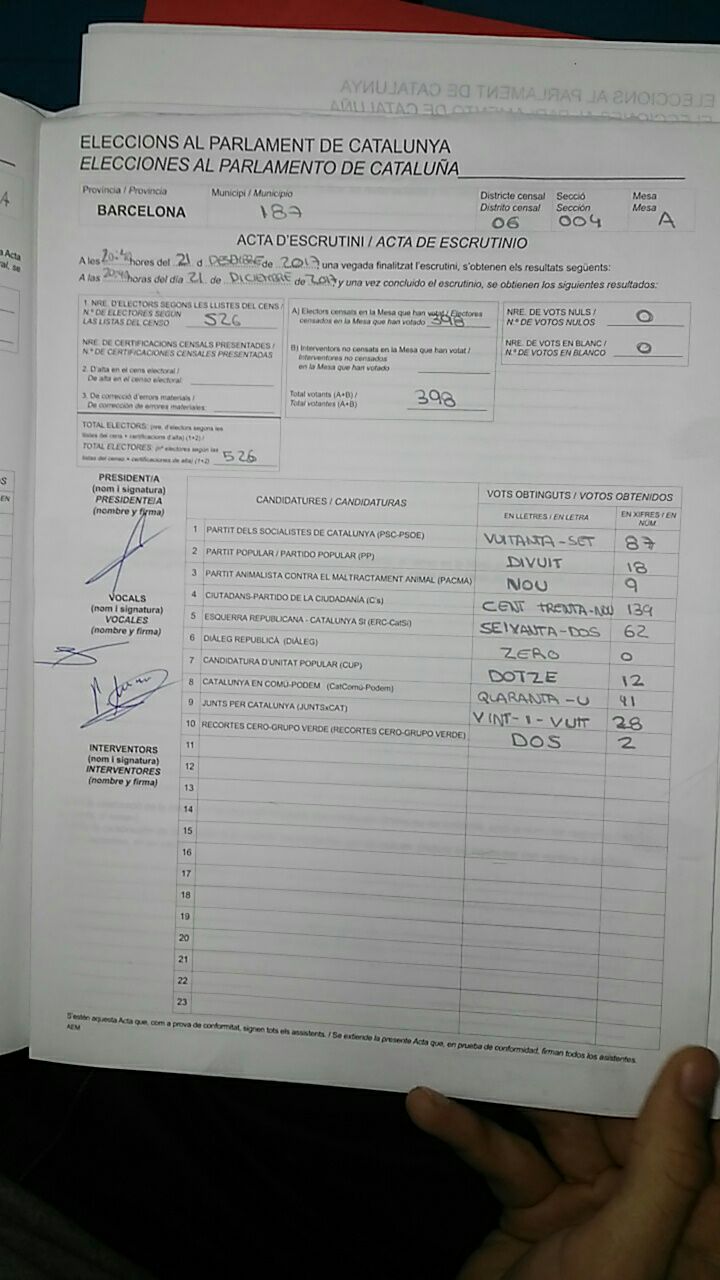 ELECCIONS AL PARLAMENT DE CATALUNYA
ELECCIONES AL PARLAMENTO DE CATALUÑA
ELECCIONS AL PARLAMENT DE CATALUNYA
ELECCIONES AL PARLAMENTO DE CATALUÑA
Província / Provincia Municipi / Municipio Districte censal Secció Mesa
Distrito censal Sección Mesa
BARCELONA 187 06 004 A
ACTA D'ESCRUTINI / ACTA DE ESCRUTINIO
A les hores del 21 d DESEMBRE de 2017, una vegada finalitzat l'escrutini, s'obtenen els resultats següents:
A las horas del día 21 de DICIEMBRE de 2017 y una vez concluido el escrutinio, se obtienen los siguientes resultados:
1. NRE. D'ELECTORS SEGONS LES LLISTES DEL CENS /
N.º DE ELECTORES SEGÚN
LAS LISTAS DEL CENSO 526
NRE. DE CERTIFICACIONS CENSALS PRESENTADES /
N.º DE CERTIFICACIONES CENSALES PRESENTADAS
2. D'alta en el cens electoral /
De alta en el censo electoral:
3. De correcció d'errors materials /
De corrección de errores materiales:
TOTAL ELECTORS: (nre. d'electors segons les
llistes del cens + certificacions d'alta) (1+2) /
TOTAL ELECTORES: (nº electores según las
listas del censo + certificaciones de alta) (1+2) 526
A) Electors censats en la Mesa que han votat / Electores
censados en la Mesa que han votado 398
B) Interventors no censats en la Mesa que han votat /
Interventores no censados
en la Mesa que han votado
Total votants (A+B) /
Total votantes (A+B) 398
NRE. DE VOTS NULS /
N.º DE VOTOS NULOS 0
NRE. DE VOTS EN BLANC /
N.º DE VOTOS EN BLANCO 0
PRESIDENT/A
(nom i signatura)
PRESIDENTE/A
(nombre y firma)
VOCALS
(nom i signatura)
VOCALES
(nombre y firma)
INTERVENTORS
(nom i signatura)
INTERVENTORES
(nombre y firma)
CANDIDATURES / CANDIDATURAS VOTS OBTINGUTS / VOTOS OBTENIDOS
EN LLETRES / EN LETRA EN XIFRES / EN NÚM.
1 PARTIT DELS SOCIALISTES DE CATALUNYA (PSC-PSOE) VUITANTA-SET 87
2 PARTIT POPULAR / PARTIDO POPULAR (PP) DIVUIT 18
3 PARTIT ANIMALISTA CONTRA EL MALTRACTAMENT ANIMAL (PACMA) NOU 9
4 CIUTADANS-PARTIDO DE LA CIUDADANÍA (C's) CENT TRENTA-NOU 139
5 ESQUERRA REPUBLICANA - CATALUNYA SÍ (ERC-CatSí) SEIXANTA-DOS 62
6 DIÀLEG REPUBLICÀ (DIÀLEG) ZERO 0
7 CANDIDATURA D'UNITAT POPULAR (CUP) DOTZE 12
8 CATALUNYA EN COMÚ-PODEM (CatComú-Podem) QUARANTA-U 41
9 JUNTS PER CATALUNYA (JUNTSxCAT) VINT-I-VUIT 28
10 RECORTES CERO-GRUPO VERDE (RECORTES CERO-GRUPO VERDE) DOS 2
11
12
13
14
15
16
17
18
19
20
21
22
23
S'estén aquesta Acta que, com a prova de conformitat, signen tots els assistents. / Se extiende la presente Acta que, en prueba de conformidad, firman todos los asistentes.
AEM